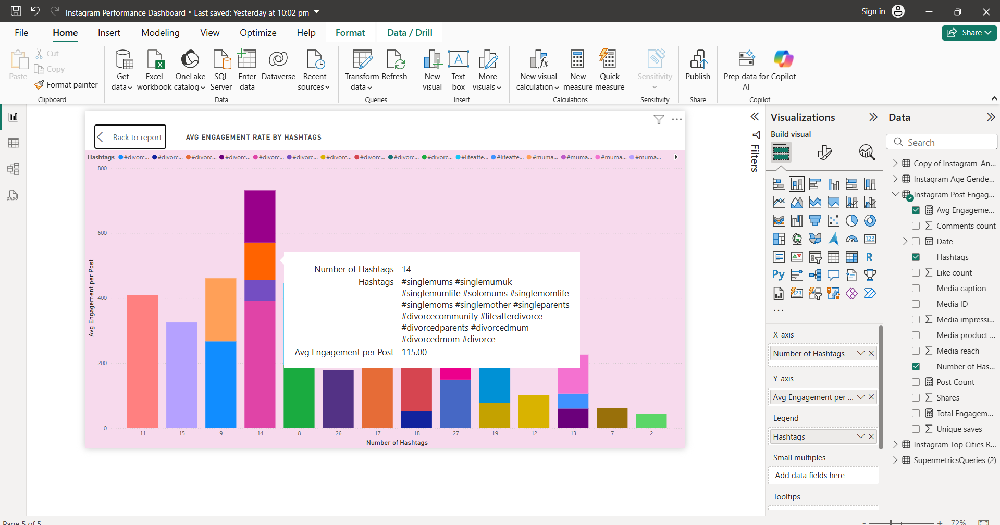 Instagram Performance Dashboard • Last saved: Yesterday at 10:02 pm
Sign in
File Home Insert Modeling View Optimize Help Format Data / Drill
Share
Paste
Cut
Copy
Format painter
Clipboard
Get data
Excel workbook
OneLake catalog
SQL Server
Enter data
Dataverse
Recent sources
Data
Transform data
Refresh
Queries
New visual
Text box
More visuals
Insert
New visual calculation
New measure
Quick measure
Calculations
Sensitivity
Sensitivity
Publish
Share
Prep data for AI
Copilot
Copilot
DAX
Back to report
AVG ENGAGEMENT RATE BY HASHTAGS
Hashtags #divorc... #divorc... #divorc... #divorc... #divorc... #divorc... #divorc... #divorc... #divorc... #divorc... #lifeafte... #lifeafte... #muma... #muma... #muma... #muma...
800
600
400
200
0
Avg Engagement per Post
11 15 9 14 8 26 17 18 27 19 12 13 7 2
Number of Hashtags
Number of Hashtags 14
Hashtags #singlemums #singlemumuk
#singlemumlife #solomums #singlemomlife
#singlemoms #singlemother #singleparents
#divorcecommunity #lifeafterdivorce
#divorcedparents #divorcedmum
#divorcedmom #divorce
Avg Engagement per Post 115.00
Filters
Visualizations
Build visual
123
R
Py
123
...
X-axis
Number of Hashtags
Y-axis
Avg Engagement per ...
Legend
Hashtags
Small multiples
Add data fields here
Tooltips
Data
Search
Copy of Instagram_An...
Instagram Age Gende...
Instagram Post Engag...
Avg Engageme...
Comments count
Date
Hashtags
Like count
Media caption
Media ID
Media impressi...
Media product ...
Media reach
Number of Has...
Post Count
Shares
Total Engagem...
Unique saves
Instagram Top Cities R...
SupermetricsQueries (2)
Page 5 of 5
72%